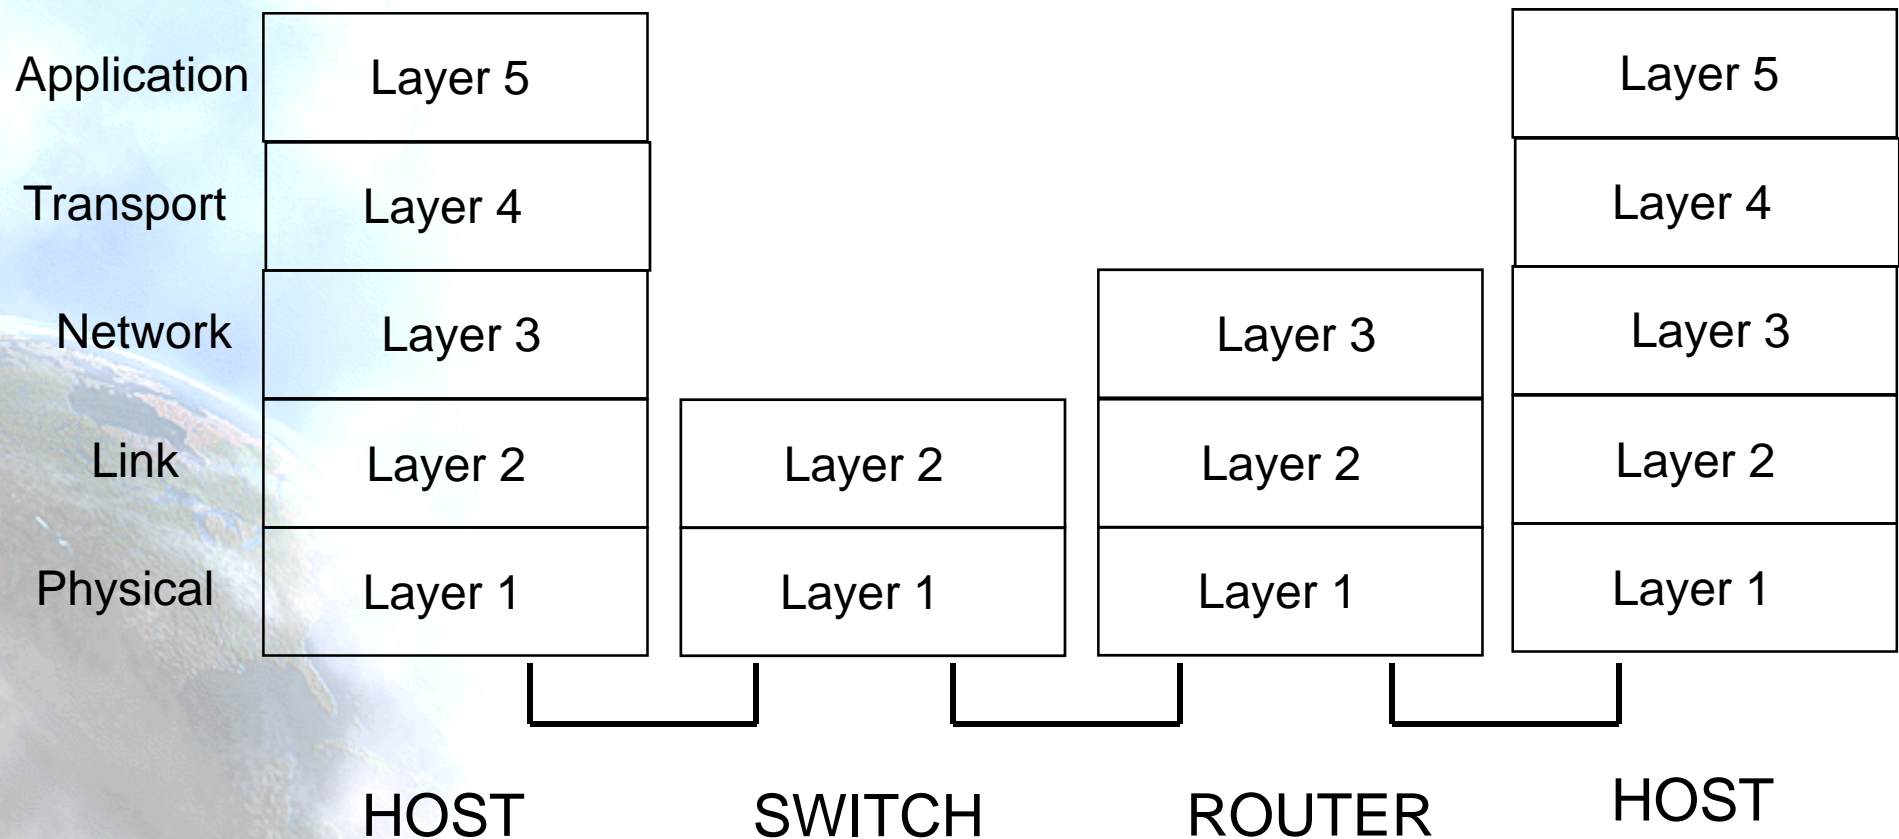 Application Layer 5 Layer 5
Transport Layer 4 Layer 4
Network Layer 3 Layer 3 Layer 3
Link Layer 2 Layer 2 Layer 2 Layer 2
Physical Layer 1 Layer 1 Layer 1 Layer 1
HOST SWITCH ROUTER HOST